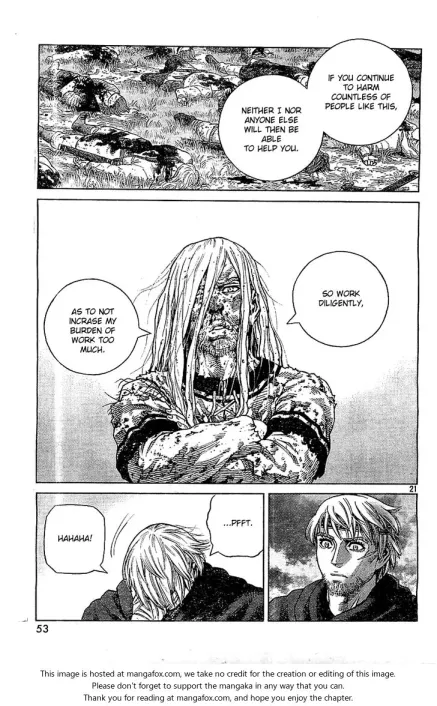 IF YOU CONTINUE
TO HARM
COUNTLESS OF
PEOPLE LIKE THIS,
NEITHER I NOR
ANYONE ELSE
WILL THEN BE
ABLE
TO HELP YOU.
SO WORK
DILIGENTLY,
AS TO NOT
INCRASE MY
BURDEN OF
WORK TOO
MUCH.
21
...PFFT.
HAHAHA!
53
This image is hosted at mangafox.com, we take no credit for the creation or editing of this image.
Please don't forget to support the mangaka in any way that you can.
Thank you for reading at mangafox.com, and hope you enjoy the chapter.